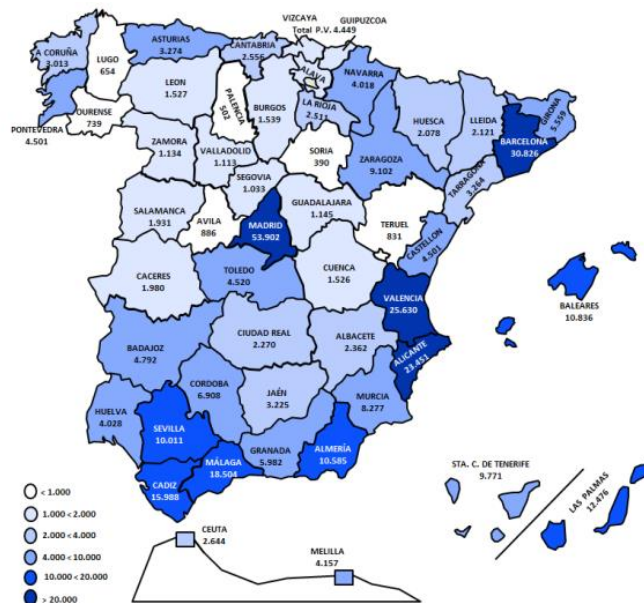 VIZCAYA
GUIPUZCOA
Total P.V. 4.449
A CORUÑA
3.013
LUGO
654
ASTURIAS
3.274
CANTABRIA
2.556
ALAVA
NAVARRA
4.018
PONTEVEDRA
4.501
OURENSE
739
LEON
1.527
PALENCIA
502
BURGOS
1.539
LA RIOJA
2.511
HUESCA
2.078
LLEIDA
2.121
GIRONA
5.559
BARCELONA
30.826
ZAMORA
1.134
VALLADOLID
1.113
SORIA
390
ZARAGOZA
9.102
TARRAGONA
3.264
SEGOVIA
1.033
SALAMANCA
1.931
AVILA
886
MADRID
53.902
GUADALAJARA
1.145
TERUEL
831
CASTELLON
4.501
CACERES
1.980
TOLEDO
4.520
CUENCA
1.526
VALENCIA
25.630
BALEARES
10.836
BADAJOZ
4.792
CIUDAD REAL
2.270
ALBACETE
2.362
ALICANTE
23.451
HUELVA
4.028
SEVILLA
10.011
CORDOBA
6.908
JAÉN
3.225
MURCIA
8.277
CADIZ
15.988
MÁLAGA
18.504
GRANADA
5.982
ALMERÍA
10.585
STA. C. DE TENERIFE
9.771
LAS PALMAS
12.476
CEUTA
2.644
MELILLA
4.157
< 1.000
1.000 < 2.000
2.000 < 4.000
4.000 < 10.000
10.000 < 20.000
> 20.000